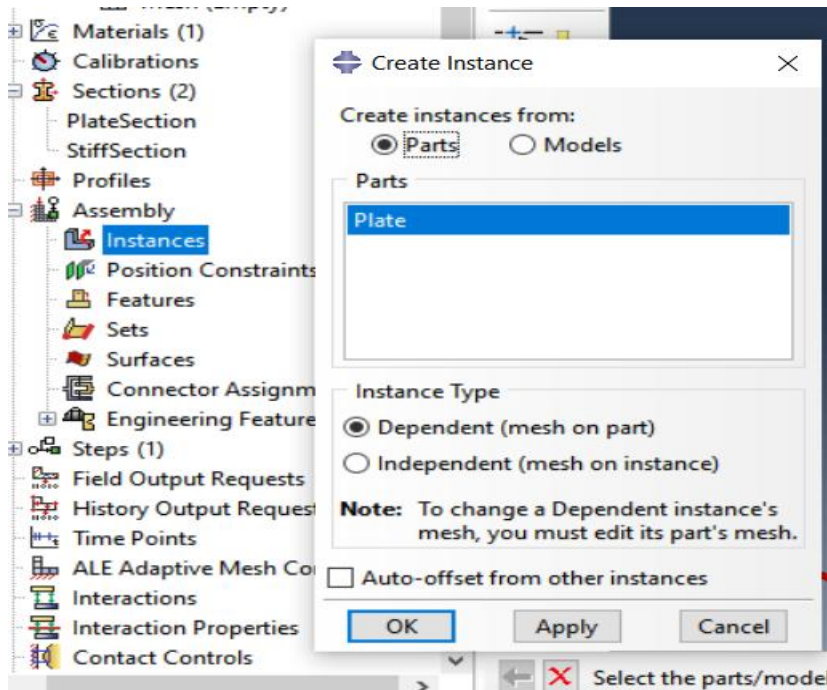 Materials (1)
Calibrations
Sections (2)
PlateSection
StiffSection
Profiles
Assembly
Instances
Position Constraints
Features
Sets
Surfaces
Connector Assignm
Engineering Feature
Steps (1)
Field Output Requests
History Output Request
Time Points
ALE Adaptive Mesh Co
Interactions
Interaction Properties
Contact Controls
Create Instance
Create instances from:
Parts Models
Parts
Plate
Instance Type
Dependent (mesh on part)
Independent (mesh on instance)
Note: To change a Dependent instance's
mesh, you must edit its part's mesh.
Auto-offset from other instances
OK Apply Cancel
Select the parts/model